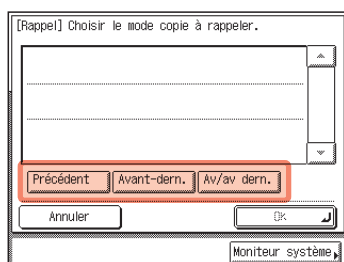 [Rappel] Choisir le mode copie à rappeler.
Précédent Avant-dern. Av/av dern.
Annuler OK
Moniteur système